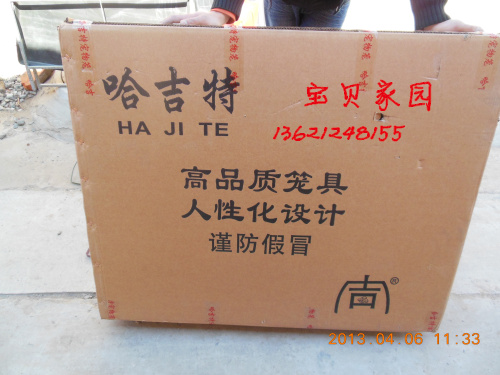 哈吉特
HA JI TE
宝贝家园
13621248155
高品质笼具
人性化设计
谨防假冒
吉®
2013.04.06 11:33